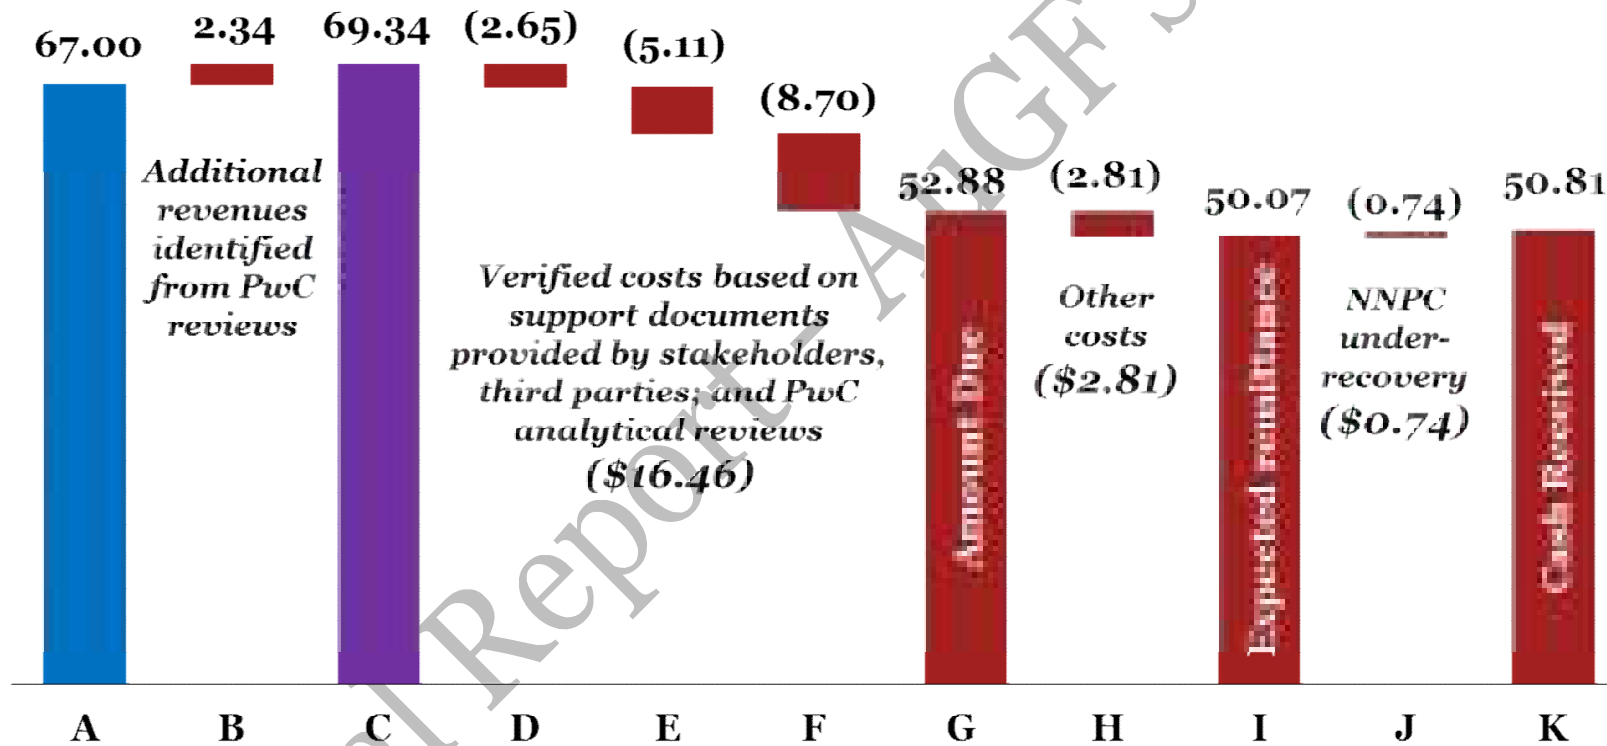 67.00
2.34
69.34
(2.65)
(5.11)
(8.70)
52.88
(2.81)
50.07
(0.74)
50.81
Additional
revenues
identified
from PwC
reviews
Verified costs based on
support documents
provided by stakeholders,
third parties; and PwC
analytical reviews
($16.46)
Other
costs
($2.81)
NNPC
under-
recovery
($0.74)
Amount Due
Expected remittance
Cash Received
A B C D E F G H I J K
Report - AuGF